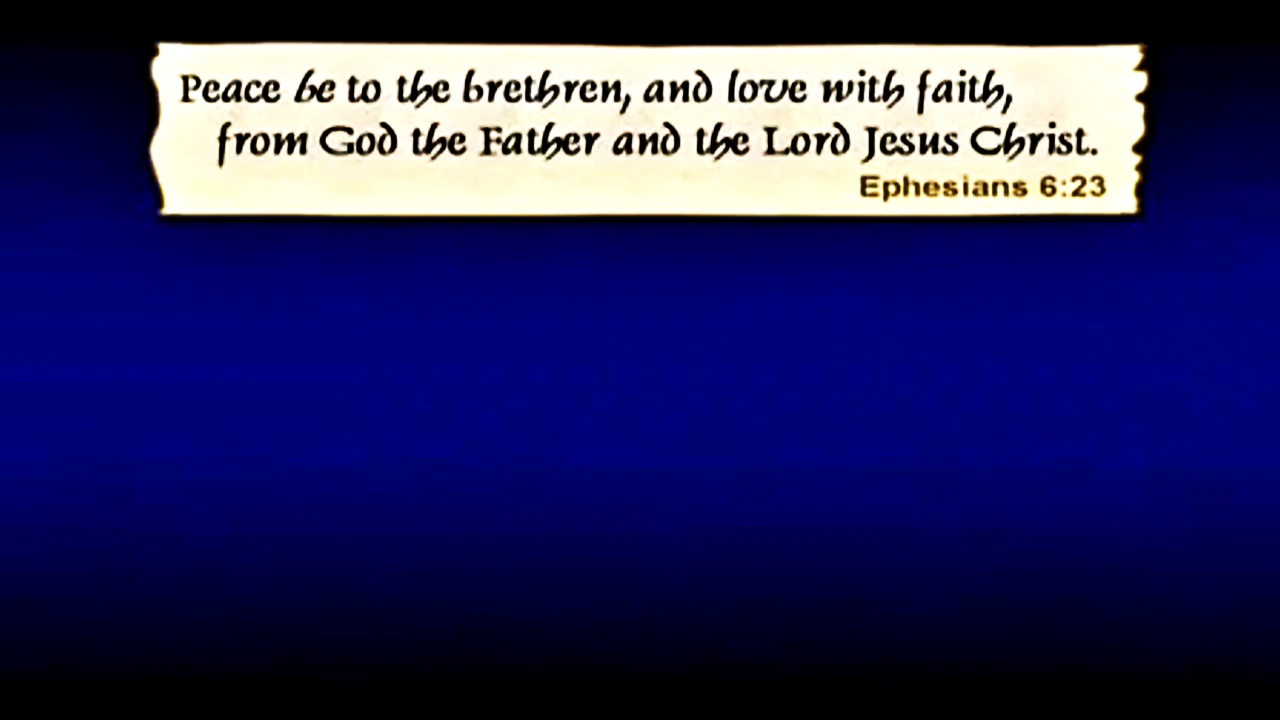 Peace be to the brethren, and love with faith,
from God the Father and the Lord Jesus Christ.
Ephesians 6:23